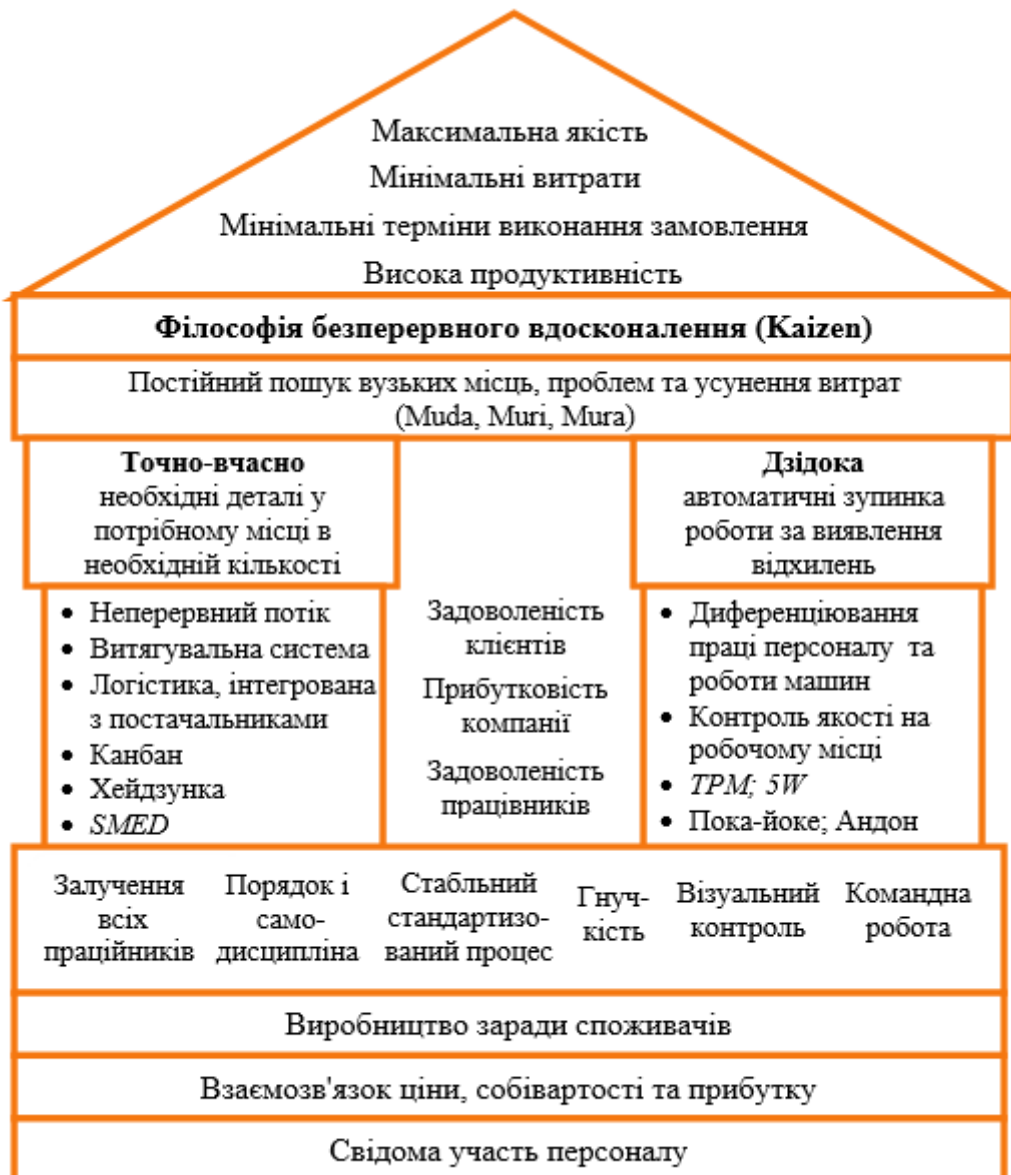 Максимальна якість
Мінімальні витрати
Мінімальні терміни виконання замовлення
Висока продуктивність
Філософія безперервного вдосконалення (Kaizen)
Постійний пошук вузьких місць, проблем та усунення витрат
(Muda, Muri, Mura)
Точно-вчасно
необхідні деталі у
потрібному місці в
необхідній кількості
Дзідока
автоматичні зупинка
роботи за виявлення
відхилень
• Неперервний потік
• Витягувальна система
• Логістика, інтегрована
з постачальниками
• Канбан
• Хейдзунка
• SMED
Задоволеність
клієнтів
Прибутковість
компанії
Задоволеність
працівників
• Диференціювання
праці персоналу та
роботи машин
• Контроль якості на
робочому місці
• TPM; 5W
• Пока-йоке; Андон
Залучення
всіх
праційників
Порядок і
само-
дисципліна
Стабльний
стандартизо-
ваний процес
Гнуч-
кість
Візуальний
контроль
Командна
робота
Виробництво заради споживачів
Взаємозв'язок ціни, собівартості та прибутку
Свідома участь персоналу